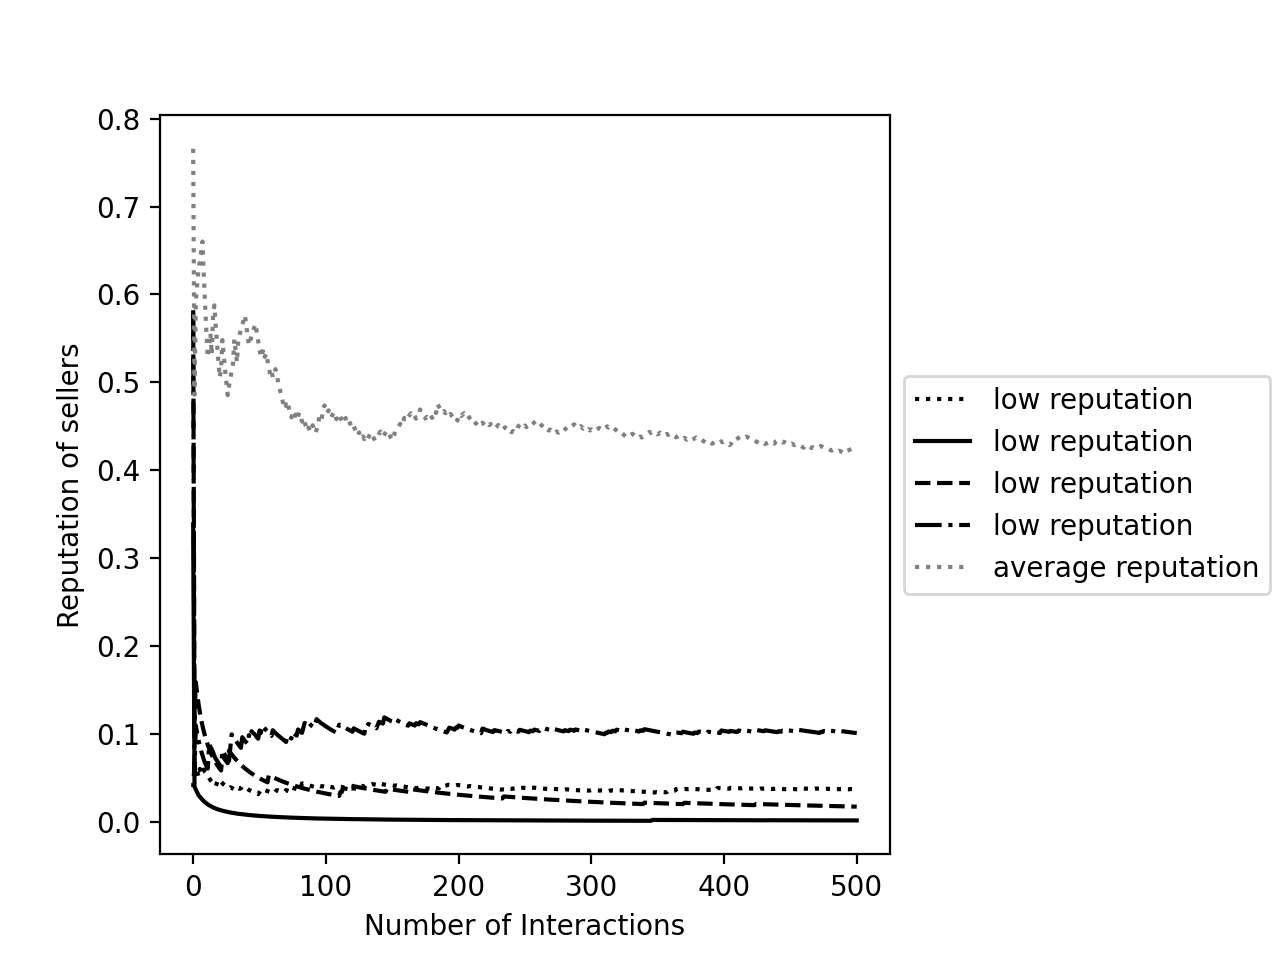 0.8
0.7
0.6
0.5
0.4
0.3
0.2
0.1
0.0
Reputation of sellers
0 100 200 300 400 500
Number of Interactions
low reputation
low reputation
low reputation
low reputation
average reputation